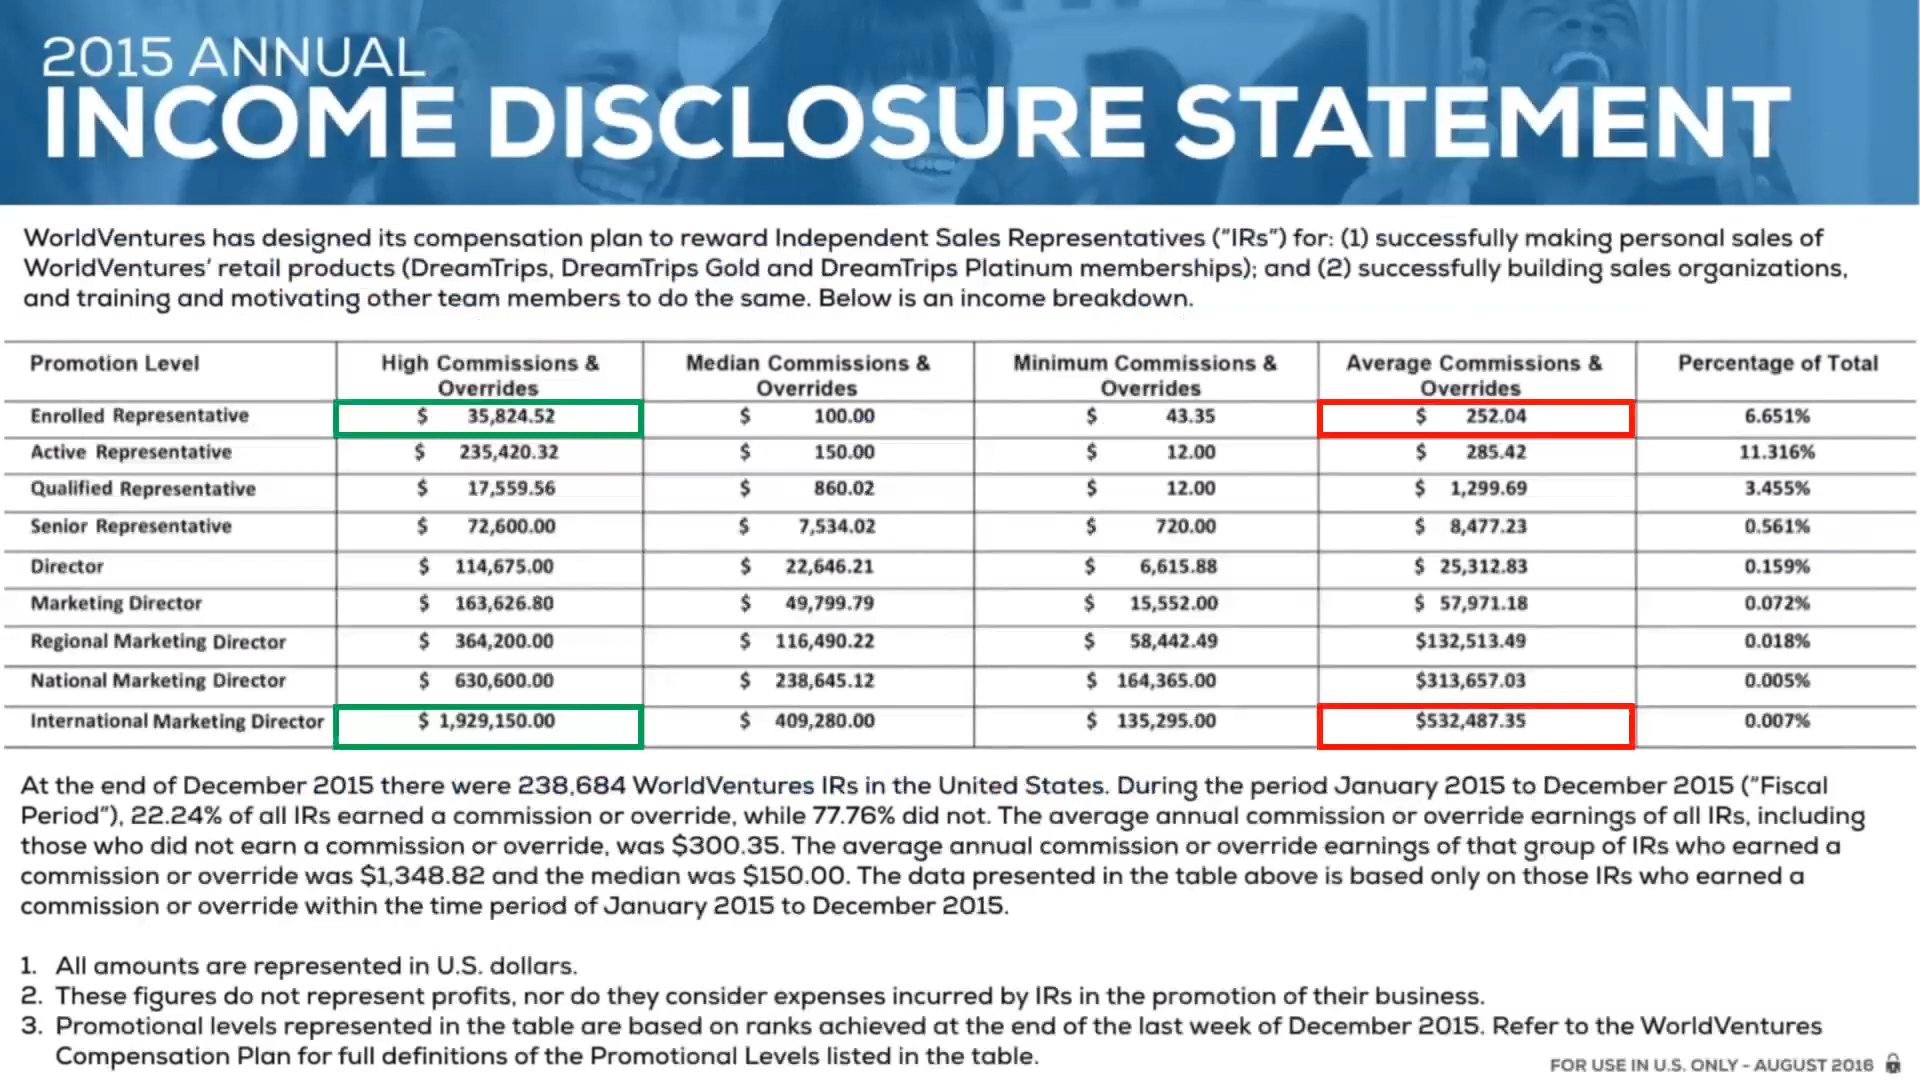 2015 ANNUAL
INCOME DISCLOSURE STATEMENT
WorldVentures has designed its compensation plan to reward Independent Sales Representatives ("IRs") for: (1) successfully making personal sales of
WorldVentures' retail products (DreamTrips, DreamTrips Gold and DreamTrips Platinum memberships); and (2) successfully building sales organizations,
and training and motivating other team members to do the same. Below is an income breakdown.
Promotion Level High Commissions & Overrides Median Commissions & Overrides Minimum Commissions & Overrides Average Commissions & Overrides Percentage of Total
Enrolled Representative $ 35,824.52 $ 100.00 $ 43.35 $ 252.04 6.651%
Active Representative $ 235,420.32 $ 150.00 $ 12.00 $ 285.42 11.316%
Qualified Representative $ 17,559.56 $ 860.02 $ 12.00 $ 1,299.69 3.455%
Senior Representative $ 72,600.00 $ 7,534.02 $ 720.00 $ 8,477.23 0.561%
Director $ 114,675.00 $ 22,646.21 $ 6,615.88 $ 25,312.83 0.159%
Marketing Director $ 163,626.80 $ 49,799.79 $ 15,552.00 $ 57,971.18 0.072%
Regional Marketing Director $ 364,200.00 $ 116,490.22 $ 58,442.49 $132,513.49 0.018%
National Marketing Director $ 630,600.00 $ 238,645.12 $ 164,365.00 $313,657.03 0.005%
International Marketing Director $ 1,929,150.00 $ 409,280.00 $ 135,295.00 $532,487.35 0.007%
At the end of December 2015 there were 238,684 WorldVentures IRs in the United States. During the period January 2015 to December 2015 ("Fiscal
Period"), 22.24% of all IRs earned a commission or override, while 77.76% did not. The average annual commission or override earnings of all IRs, including
those who did not earn a commission or override, was $300.35. The average annual commission or override earnings of that group of IRs who earned a
commission or override was $1,348.82 and the median was $150.00. The data presented in the table above is based only on those IRs who earned a
commission or override within the time period of January 2015 to December 2015.
1. All amounts are represented in U.S. dollars.
2. These figures do not represent profits, nor do they consider expenses incurred by IRs in the promotion of their business.
3. Promotional levels represented in the table are based on ranks achieved at the end of the last week of December 2015. Refer to the WorldVentures
Compensation Plan for full definitions of the Promotional Levels listed in the table.
FOR USE IN U.S. ONLY - AUGUST 2016